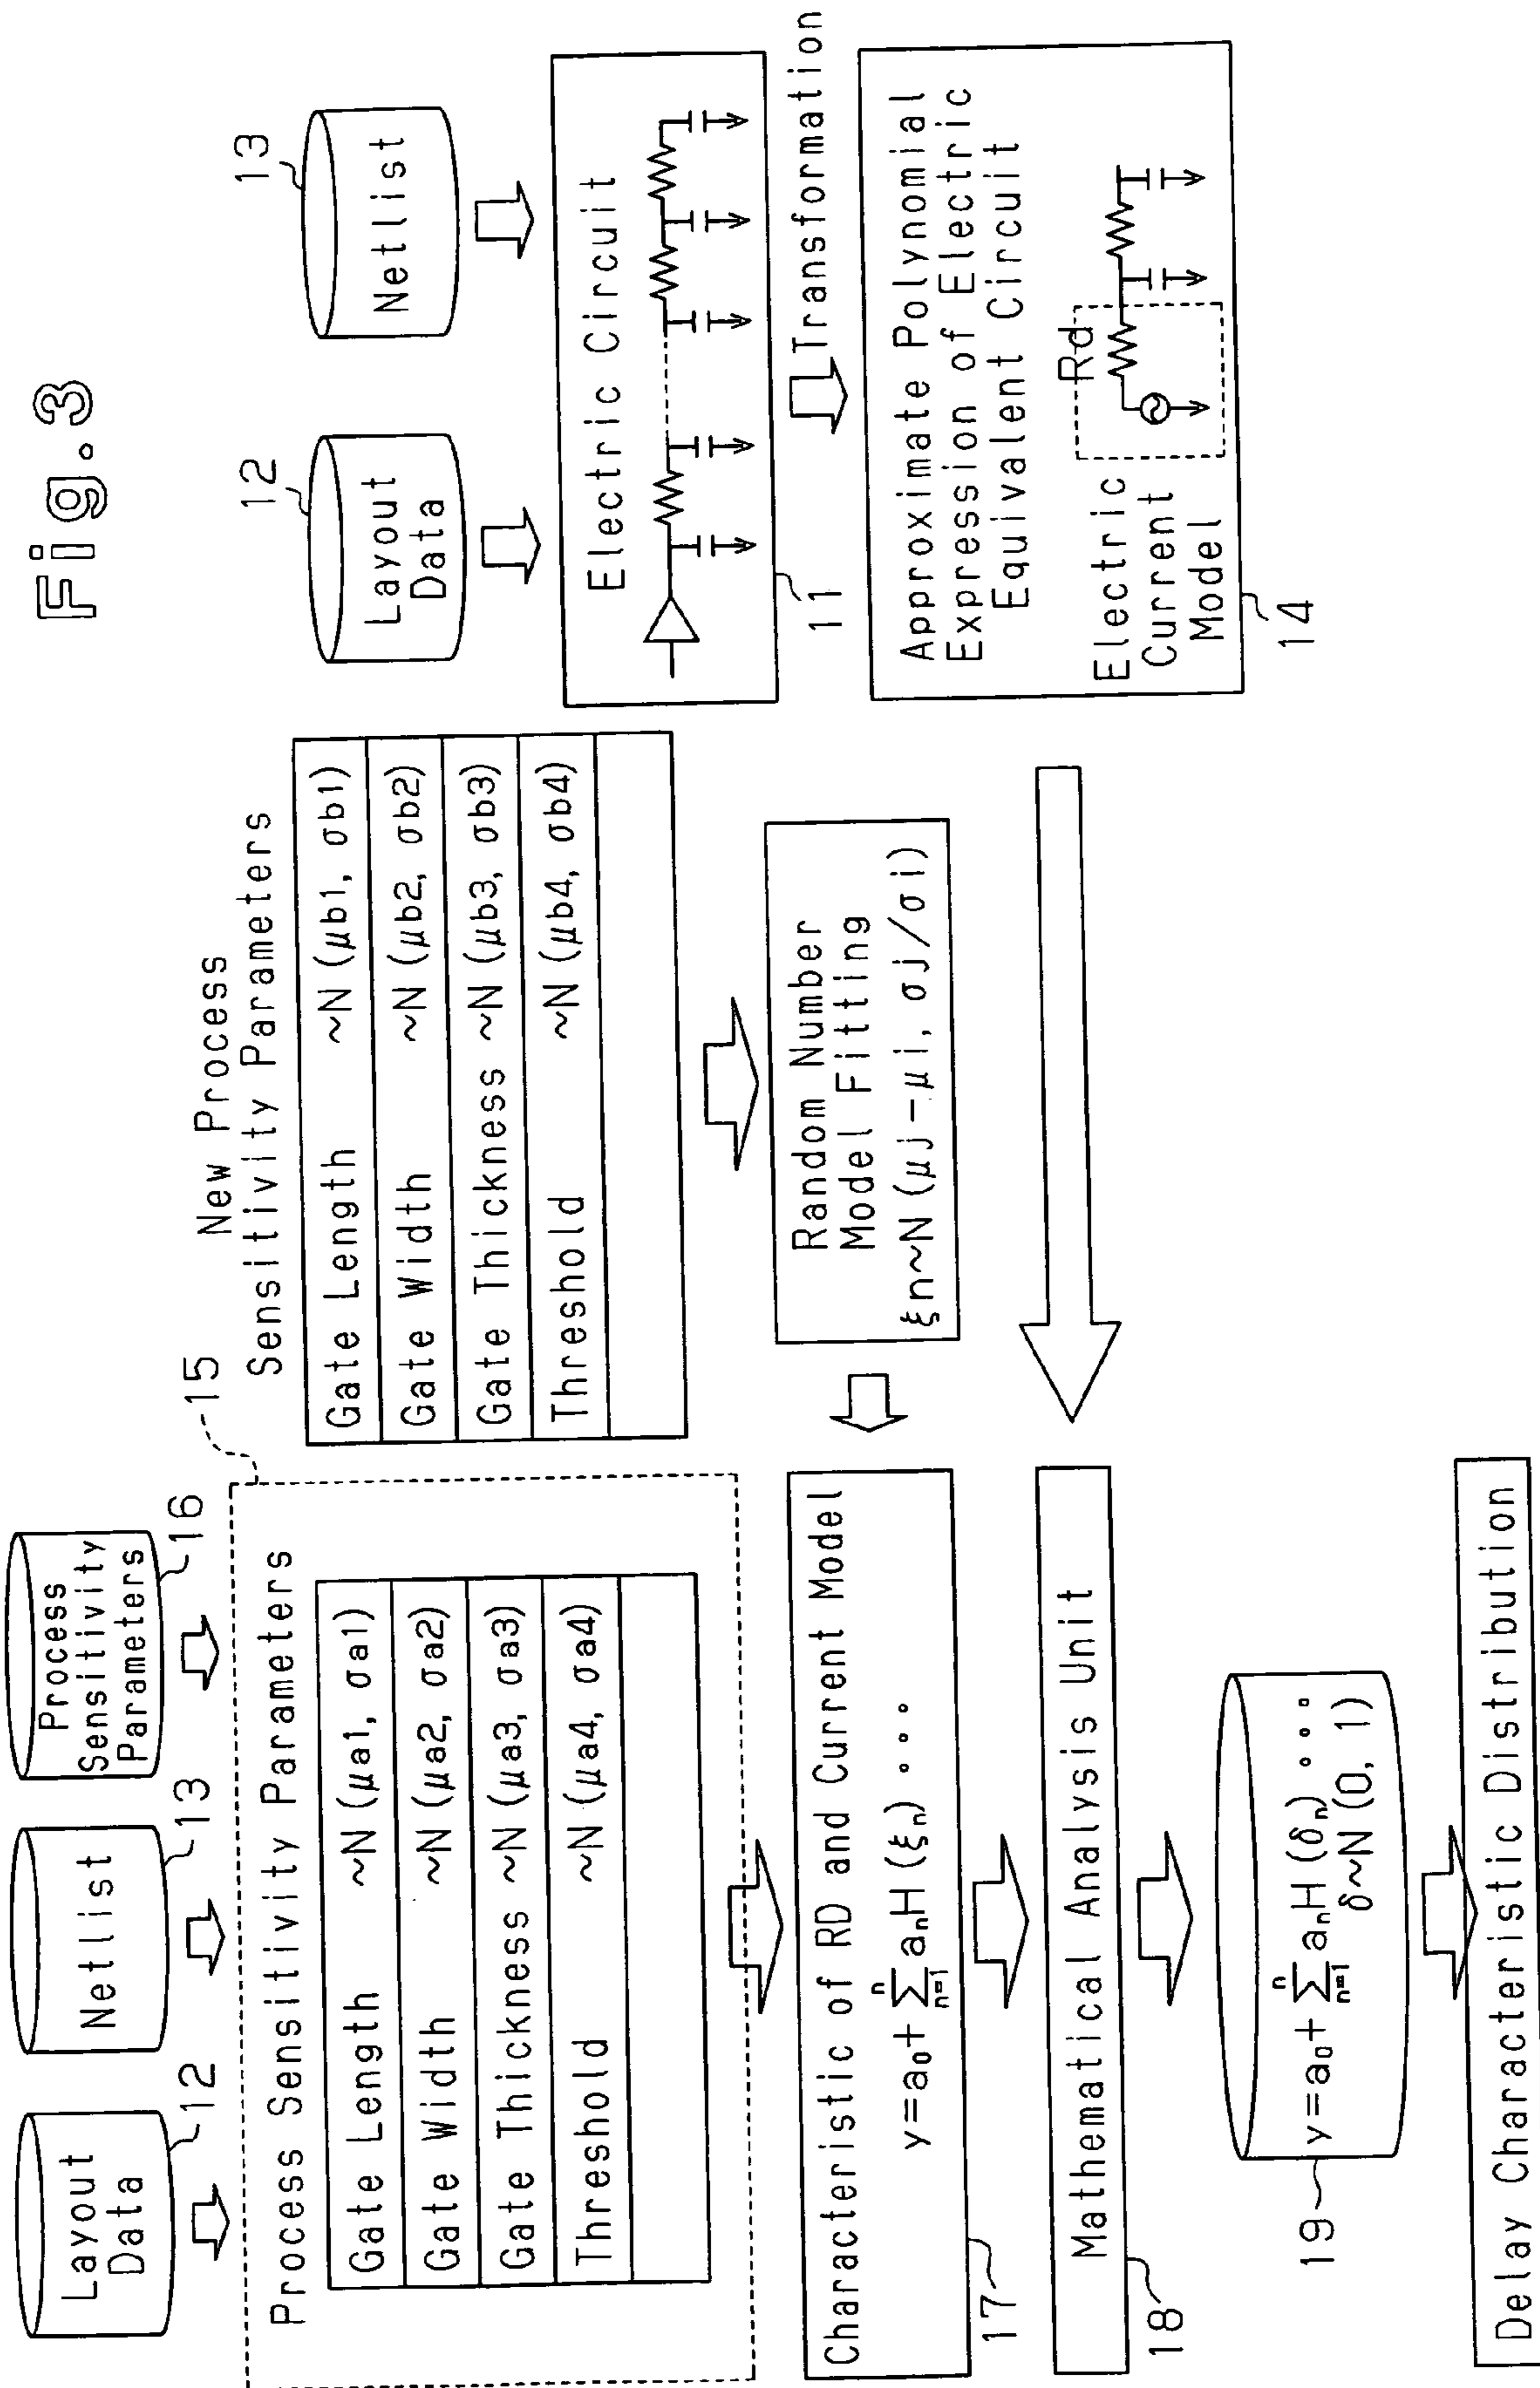 Fig.3
Layout
Data
12
Netlist
13
Process
Sensitivity
Parameters
16
15
Process Sensitivity Parameters
Gate Length ~N (μa1, σa1)
Gate Width ~N (μa2, σa2)
Gate Thickness ~N (μa3, σa3)
Threshold ~N (μa4, σa4)
New Process
Sensitivity Parameters
Gate Length ~N (μb1, σb1)
Gate Width ~N (μb2, σb2)
Gate Thickness ~N (μb3, σb3)
Threshold ~N (μb4, σb4)
Layout
Data
12
Netlist
13
Electric Circuit
11
Transformation
Random Number
Model Fitting
ξn~N (μj-μi, σj/σi)
Approximate Polynomial
Expression of Electric
Equivalent Circuit
Rd
Electric
Current
Model
14
Characteristic of RD and Current Model
y=a₀+ n∑n=1 aₙH (ξₙ) ...
17
Mathematical Analysis Unit
18
y=a₀+ n∑n=1 aₙH (δₙ) ...
δ~N (0, 1)
19
Delay Characteristic Distribution